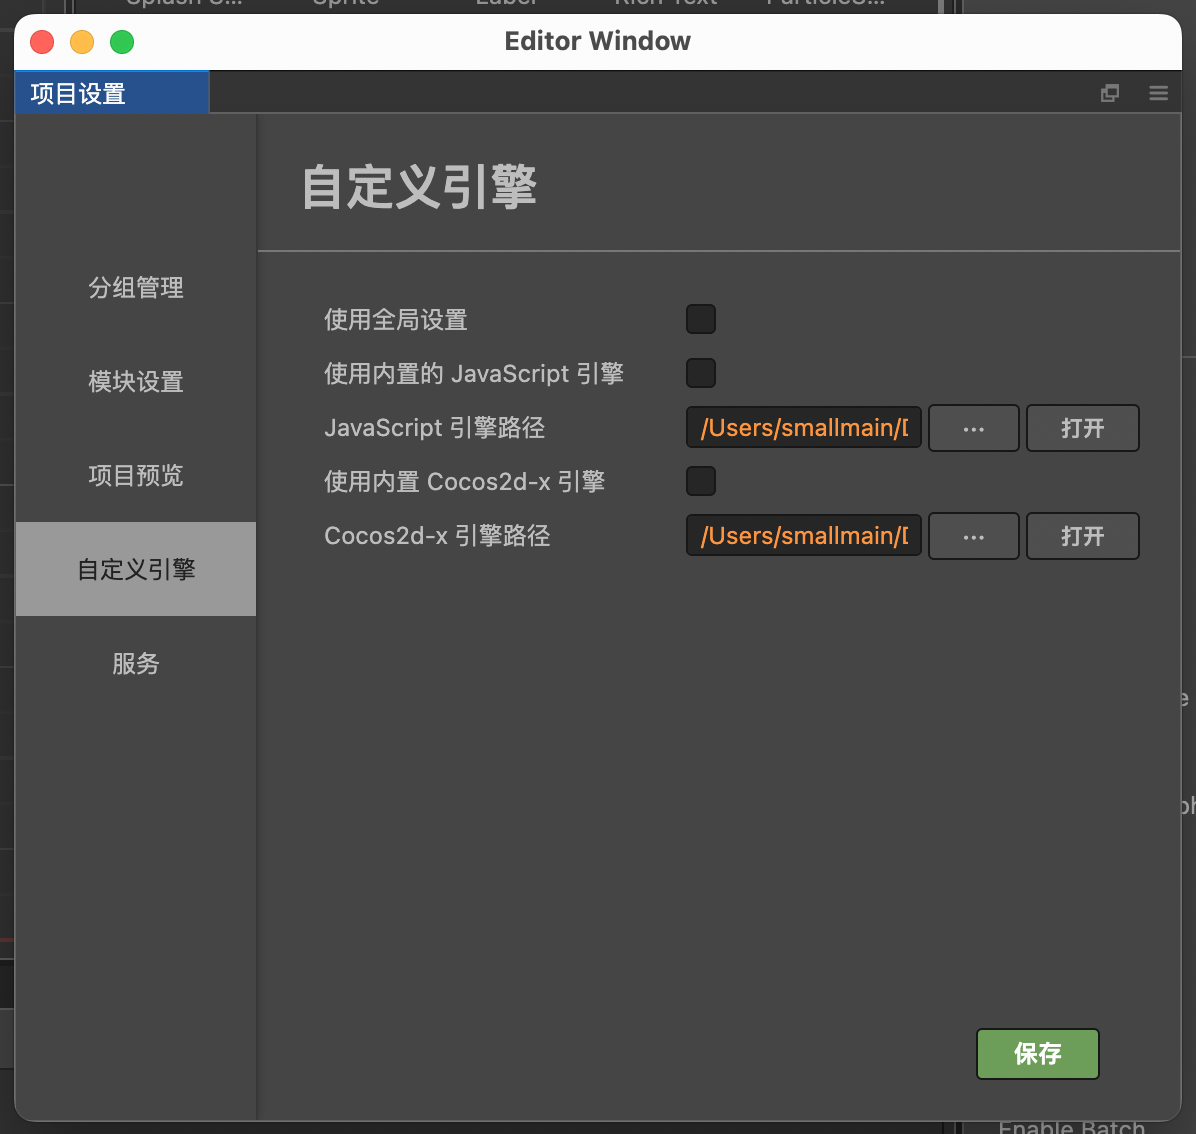 Editor Window
项目设置
自定义引擎
分组管理
模块设置
项目预览
自定义引擎
服务
使用全局设置
使用内置的 JavaScript 引擎
JavaScript 引擎路径
/Users/smallmain/
...
打开
使用内置 Cocos2d-x 引擎
Cocos2d-x 引擎路径
/Users/smallmain/
...
打开
保存
Enable Batch